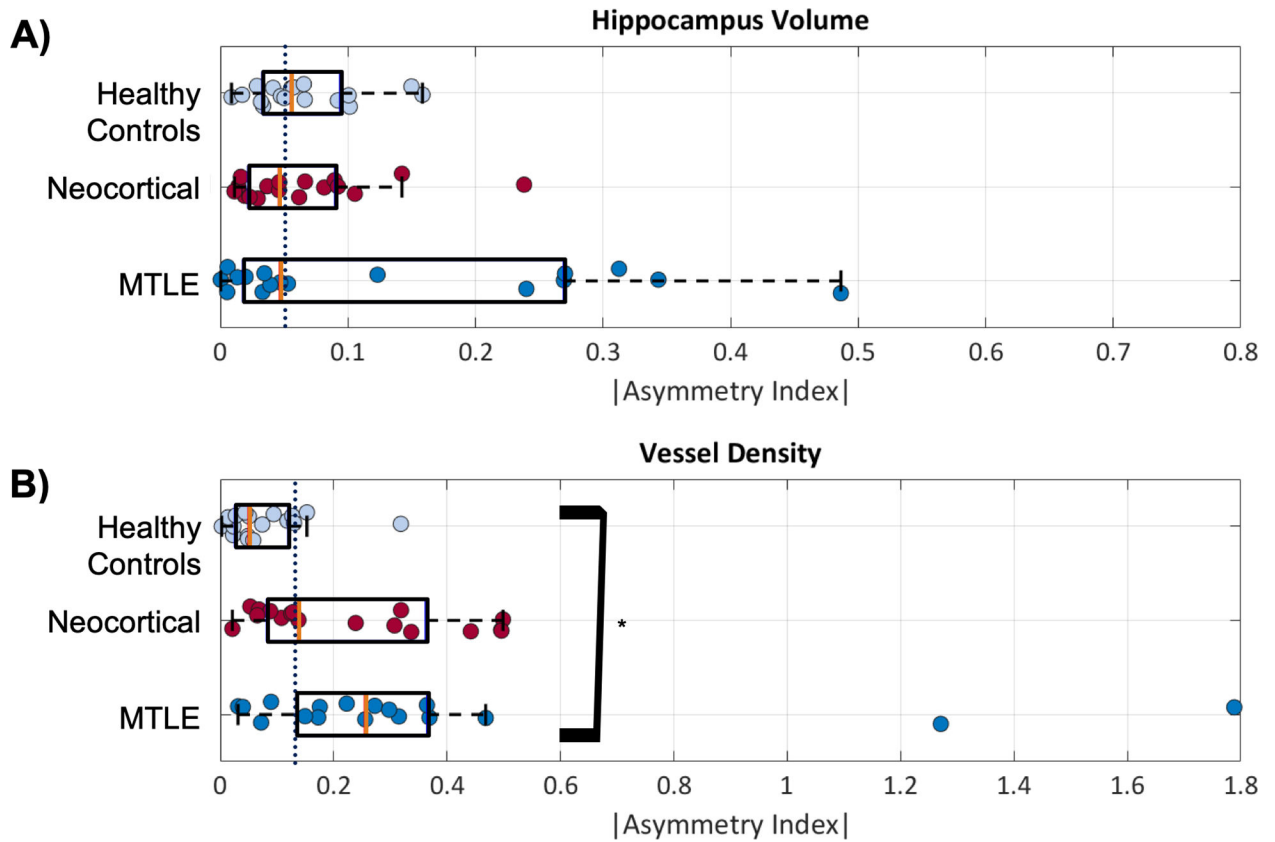 A)
Hippocampus Volume
Healthy
Controls
Neocortical
MTLE
0 0.1 0.2 0.3 0.4 0.5 0.6 0.7 0.8
|Asymmetry Index|
B)
Vessel Density
Healthy
Controls
Neocortical
*
MTLE
0 0.2 0.4 0.6 0.8 1 1.2 1.4 1.6 1.8
|Asymmetry Index|